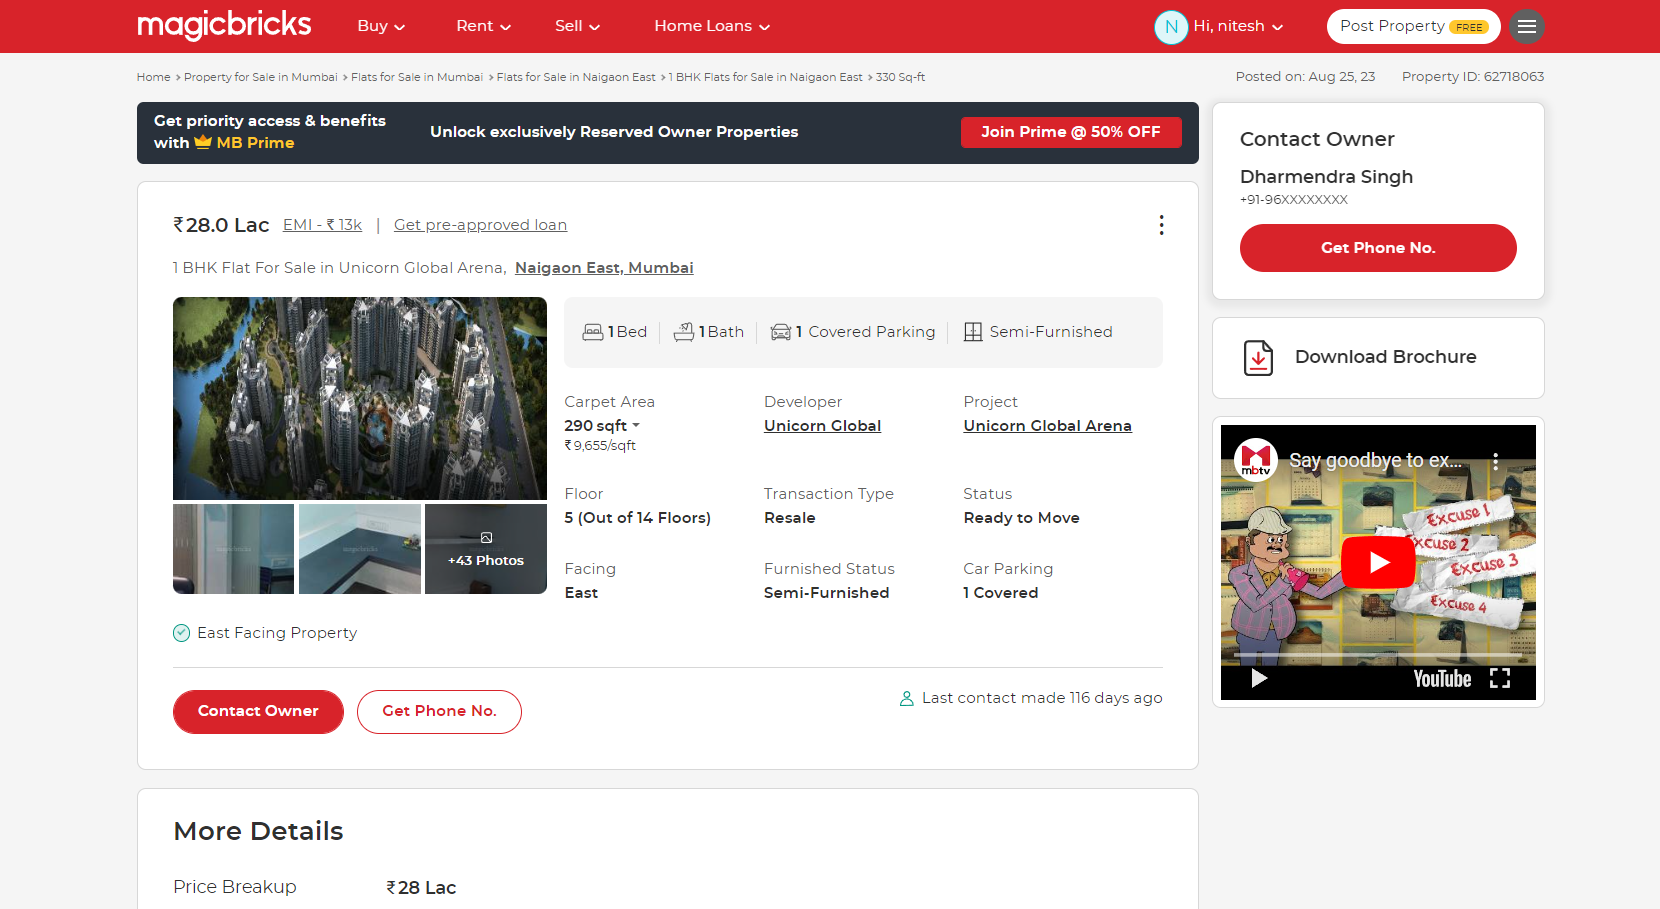 magicbricks
Buy
Rent
Sell
Home Loans
N
Hi, nitesh
Post Property FREE
Home > Property for Sale in Mumbai > Flats for Sale in Mumbai > Flats for Sale in Naigaon East > 1 BHK Flats for Sale in Naigaon East > 330 Sq-ft
Posted on: Aug 25, 23
Property ID: 62718063
Get priority access & benefits
with MB Prime
Unlock exclusively Reserved Owner Properties
Join Prime @ 50% OFF
₹28.0 Lac
EMI - ₹ 13k | Get pre-approved loan
1 BHK Flat For Sale in Unicorn Global Arena, Naigaon East, Mumbai
1 Bed
1 Bath
1 Covered Parking
Semi-Furnished
Carpet Area
290 sqft
₹9,655/sqft
Developer
Unicorn Global
Project
Unicorn Global Arena
Floor
5 (Out of 14 Floors)
Transaction Type
Resale
Status
Ready to Move
Facing
East
Furnished Status
Semi-Furnished
Car Parking
1 Covered
magicbricks
magicbricks
+43 Photos
East Facing Property
Contact Owner
Get Phone No.
Last contact made 116 days ago
More Details
Price Breakup
₹28 Lac
Contact Owner
Dharmendra Singh
+91-96XXXXXXXX
Get Phone No.
Download Brochure
mbtv
Say goodbye to ex...
Excuse 1
xcuse 2
Excuse 3
Excuse 4
YouTube